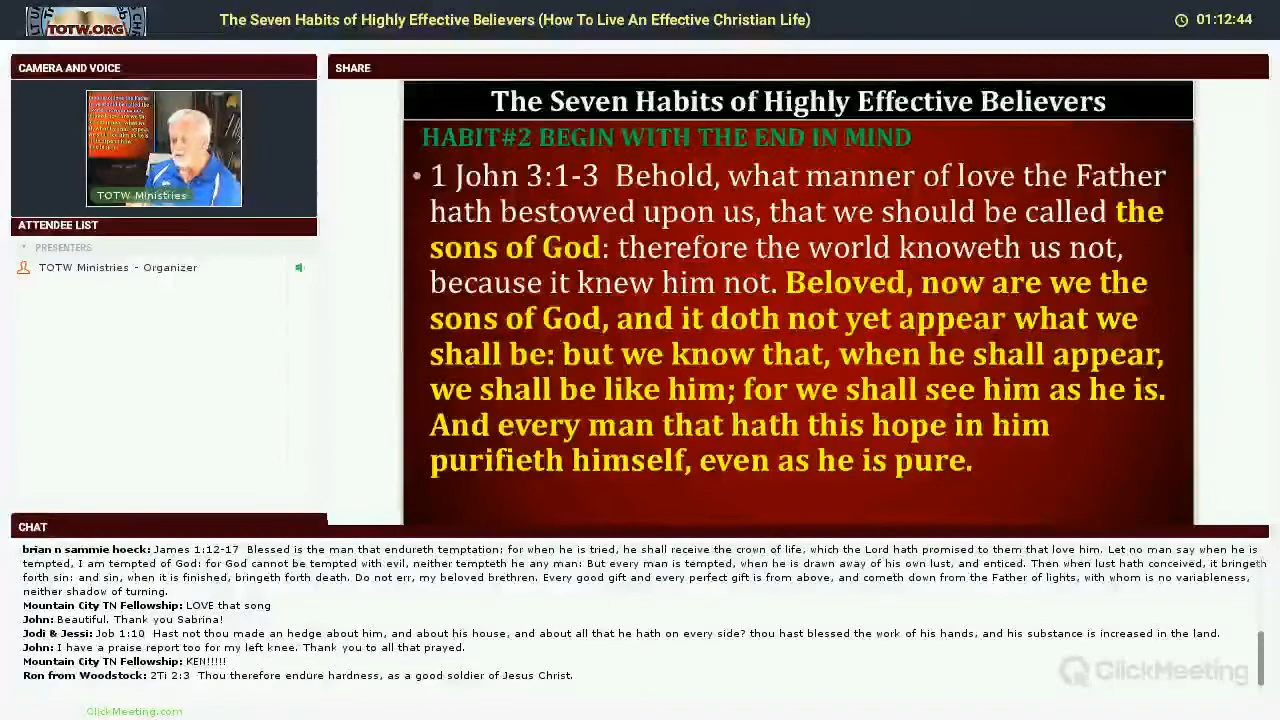 TOTW.ORG
The Seven Habits of Highly Effective Believers (How To Live An Effective Christian Life)
01:12:44
CAMERA AND VOICE
TOTW Ministries
ATTENDEE LIST
PRESENTERS
TOTW Ministries - Organizer
SHARE
The Seven Habits of Highly Effective Believers
HABIT#2 BEGIN WITH THE END IN MIND
• 1 John 3:1-3  Behold, what manner of love the Father
hath bestowed upon us, that we should be called the
sons of God: therefore the world knoweth us not,
because it knew him not. Beloved, now are we the
sons of God, and it doth not yet appear what we
shall be: but we know that, when he shall appear,
we shall be like him; for we shall see him as he is.
And every man that hath this hope in him
purifieth himself, even as he is pure.
CHAT
brian n sammie hoeck: James 1:12-17  Blessed is the man that endureth temptation: for when he is tried, he shall receive the crown of life, which the Lord hath promised to them that love him. Let no man say when he is
tempted, I am tempted of God: for God cannot be tempted with evil, neither tempteth he any man: But every man is tempted, when he is drawn away of his own lust, and enticed. Then when lust hath conceived, it bringeth
forth sin: and sin, when it is finished, bringeth forth death. Do not err, my beloved brethren. Every good gift and every perfect gift is from above, and cometh down from the Father of lights, with whom is no variableness,
neither shadow of turning.
Mountain City TN Fellowship: LOVE that song
John: Beautiful. Thank you Sabrina!
Jodi & Jessi: Job 1:10  Hast not thou made an hedge about him, and about his house, and about all that he hath on every side? thou hast blessed the work of his hands, and his substance is increased in the land.
John: I have a praise report too for my left knee. Thank you to all that prayed.
Mountain City TN Fellowship: KEN!!!!!
Ron from Woodstock: 2Ti 2:3  Thou therefore endure hardness, as a good soldier of Jesus Christ.
ClickMeeting
ClickMeeting.com